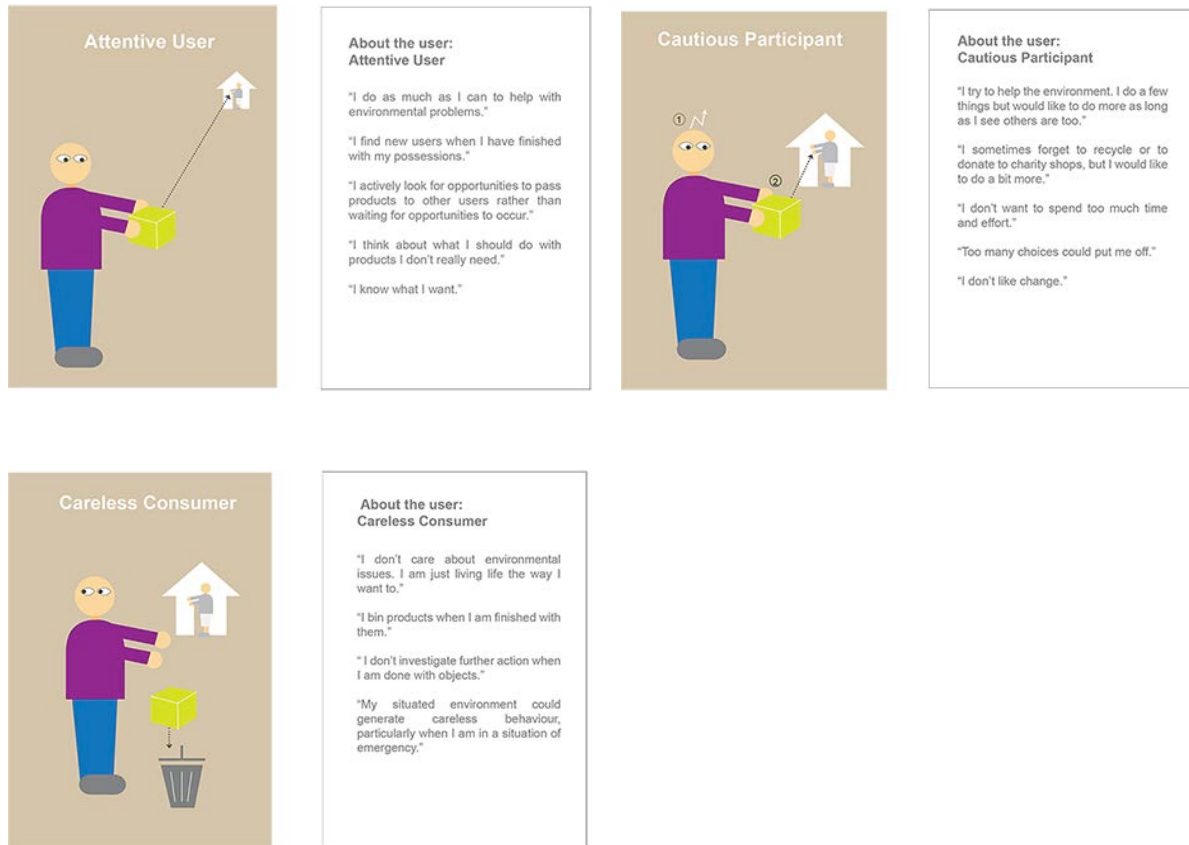 Attentive User
About the user:
Attentive User
“I do as much as I can to help with
environmental problems.”
“I find new users when I have finished
with my possessions.”
“I actively look for opportunities to pass
products to other users rather than
waiting for opportunities to occur.”
“I think about what I should do with
products I don’t really need.”
“I know what I want.”
Cautious Participant
①
②
About the user:
Cautious Participant
“I try to help the environment. I do a few
things but would like to do more as long
as I see others are too.”
“I sometimes forget to recycle or to
donate to charity shops, but I would like
to do a bit more.”
“I don’t want to spend too much time
and effort.”
“Too many choices could put me off.”
“I don’t like change.”
Careless Consumer
About the user:
Careless Consumer
“I don’t care about environmental
issues. I am just living life the way I
want to.”
“I bin products when I am finished with
them.”
“ I don’t investigate further action when
I am done with objects.”
“My situated environment could
generate careless behaviour,
particularly when I am in a situation of
emergency.”